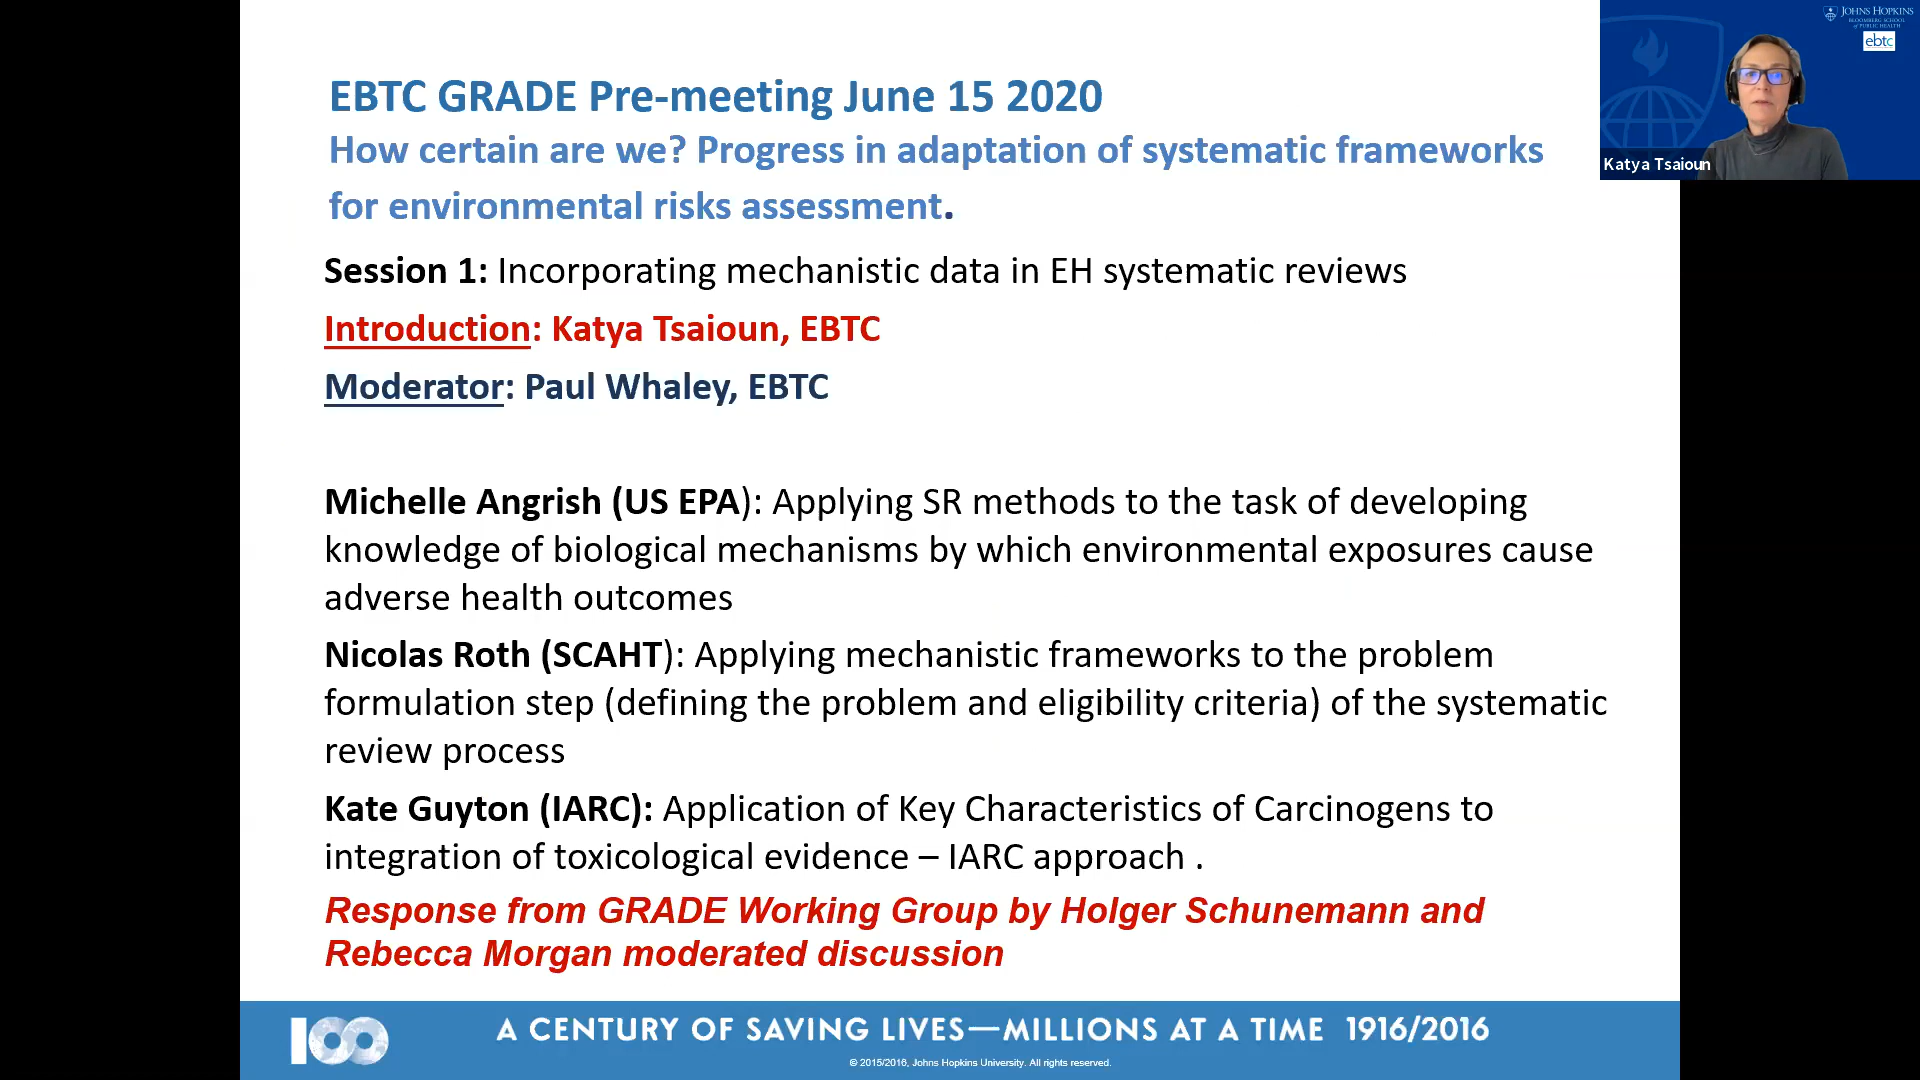 EBTC GRADE Pre-meeting June 15 2020
How certain are we? Progress in adaptation of systematic frameworks
for environmental risks assessment.
Session 1: Incorporating mechanistic data in EH systematic reviews
Introduction: Katya Tsaioun, EBTC
Moderator: Paul Whaley, EBTC
Michelle Angrish (US EPA): Applying SR methods to the task of developing
knowledge of biological mechanisms by which environmental exposures cause
adverse health outcomes
Nicolas Roth (SCAHT): Applying mechanistic frameworks to the problem
formulation step (defining the problem and eligibility criteria) of the systematic
review process
Kate Guyton (IARC): Application of Key Characteristics of Carcinogens to
integration of toxicological evidence – IARC approach .
Response from GRADE Working Group by Holger Schunemann and
Rebecca Morgan moderated discussion
100
A CENTURY OF SAVING LIVES—MILLIONS AT A TIME 1916/2016
© 2015/2016, Johns Hopkins University. All rights reserved.
JOHNS HOPKINS
BLOOMBERG SCHOOL
of PUBLIC HEALTH
ebtc
Katya Tsaioun